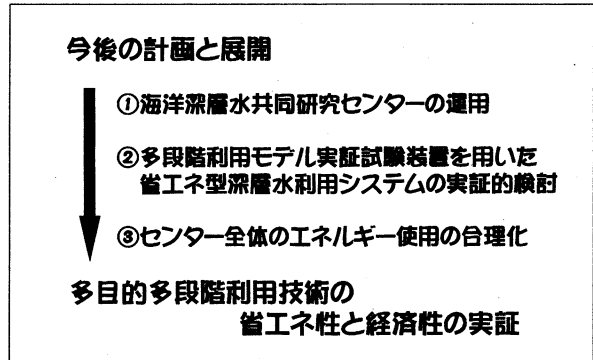 今後の計画と展開
①海洋深層水共同研究センターの運用
②多段階利用モデル実証試験装置を用いた
省エネ型深層水利用システムの実証的検討
③センター全体のエネルギー使用の合理化
多目的多段階利用技術の
省エネ性と経済性の実証